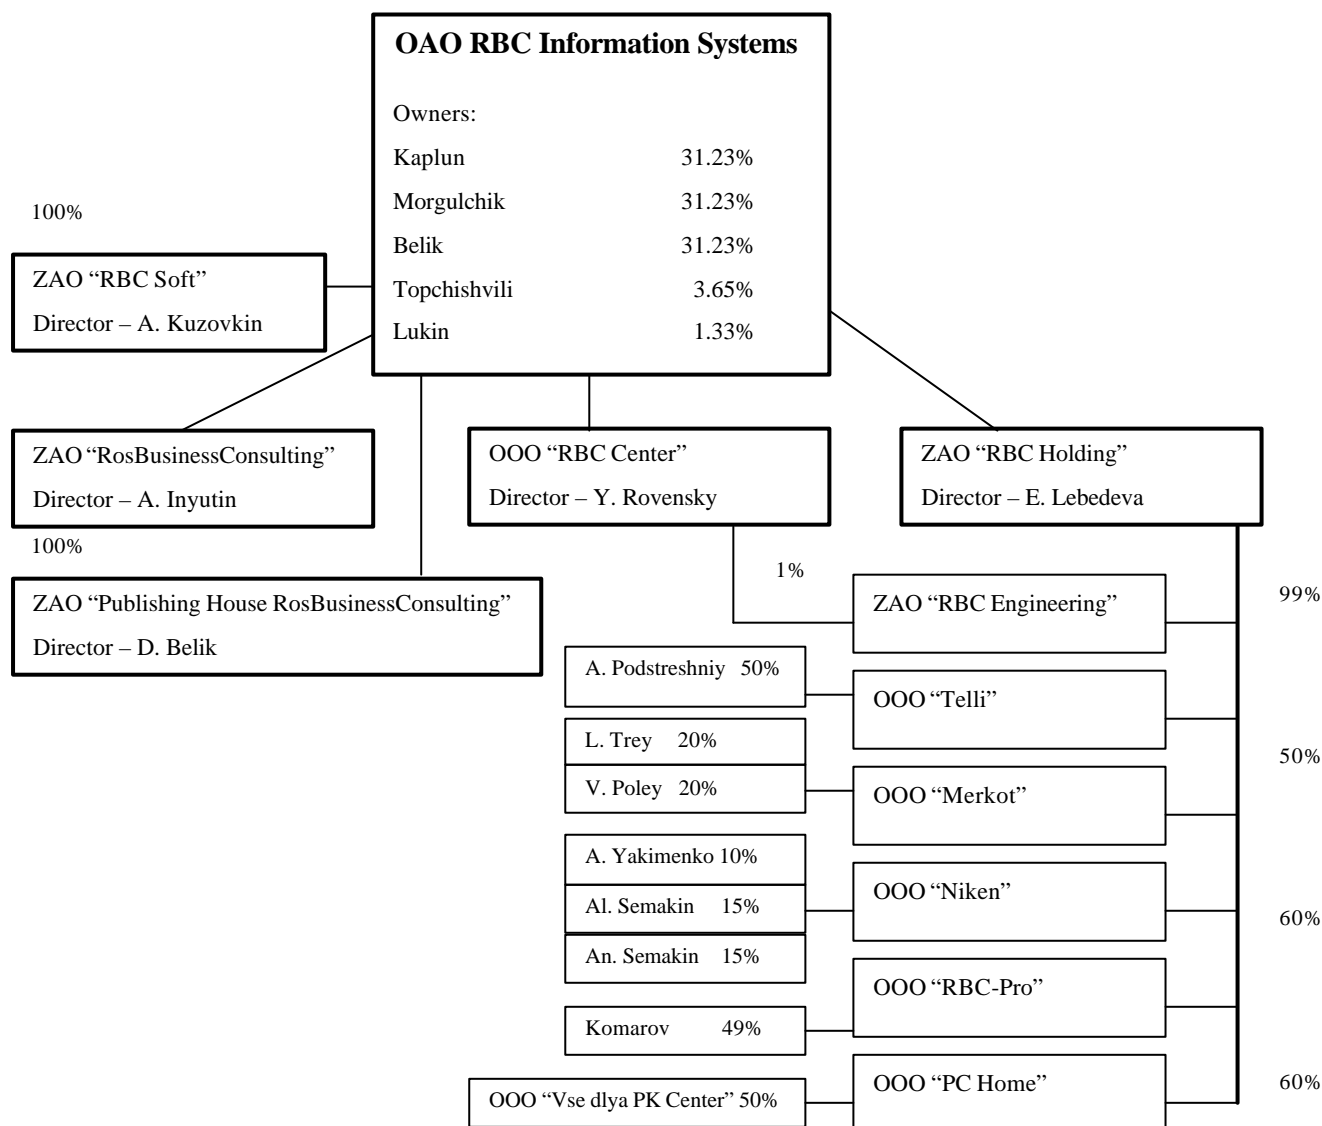 OAO RBC Information Systems
Owners:
Kaplun 31.23%
Morgulchik 31.23%
Belik 31.23%
Topchishvili 3.65%
Lukin 1.33%
100%
ZAO “RBC Soft”
Director – A. Kuzovkin
ZAO “RosBusinessConsulting”
Director – A. Inyutin
100%
ZAO “Publishing House RosBusinessConsulting”
Director – D. Belik
OOO “RBC Center”
Director – Y. Rovensky
ZAO “RBC Holding”
Director – E. Lebedeva
1%
ZAO “RBC Engineering”
99%
A. Podstreshniy 50%
OOO “Telli”
50%
L. Trey 20%
V. Poley 20%
OOO “Merkot”
A. Yakimenko 10%
Al. Semakin 15%
An. Semakin 15%
OOO “Niken”
60%
Komarov 49%
OOO “RBC-Pro”
OOO “Vse dlya PK Center” 50%
OOO “PC Home”
60%